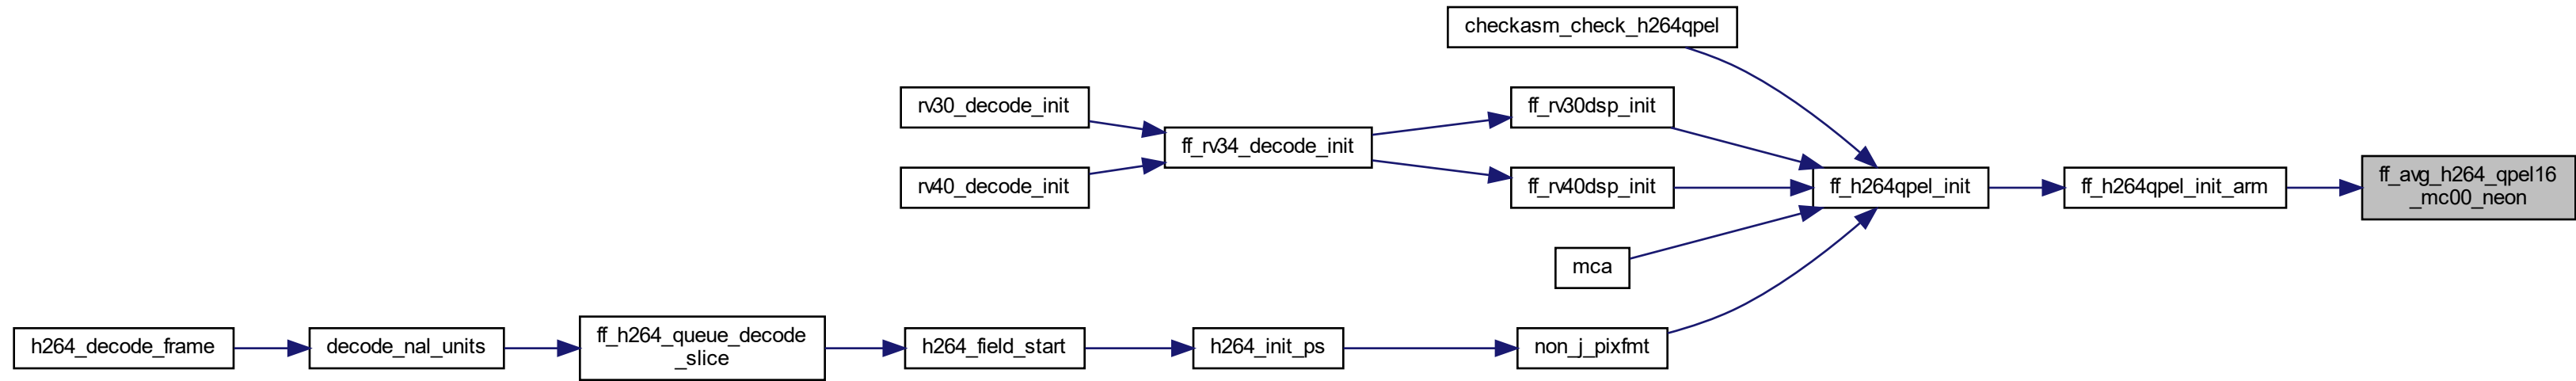 checkasm_check_h264qpel
rv30_decode_init
ff_rv30dsp_init
ff_rv34_decode_init
rv40_decode_init
ff_rv40dsp_init
ff_h264qpel_init
ff_h264qpel_init_arm
ff_avg_h264_qpel16
_mc00_neon
mca
h264_decode_frame
decode_nal_units
ff_h264_queue_decode
_slice
h264_field_start
h264_init_ps
non_j_pixfmt